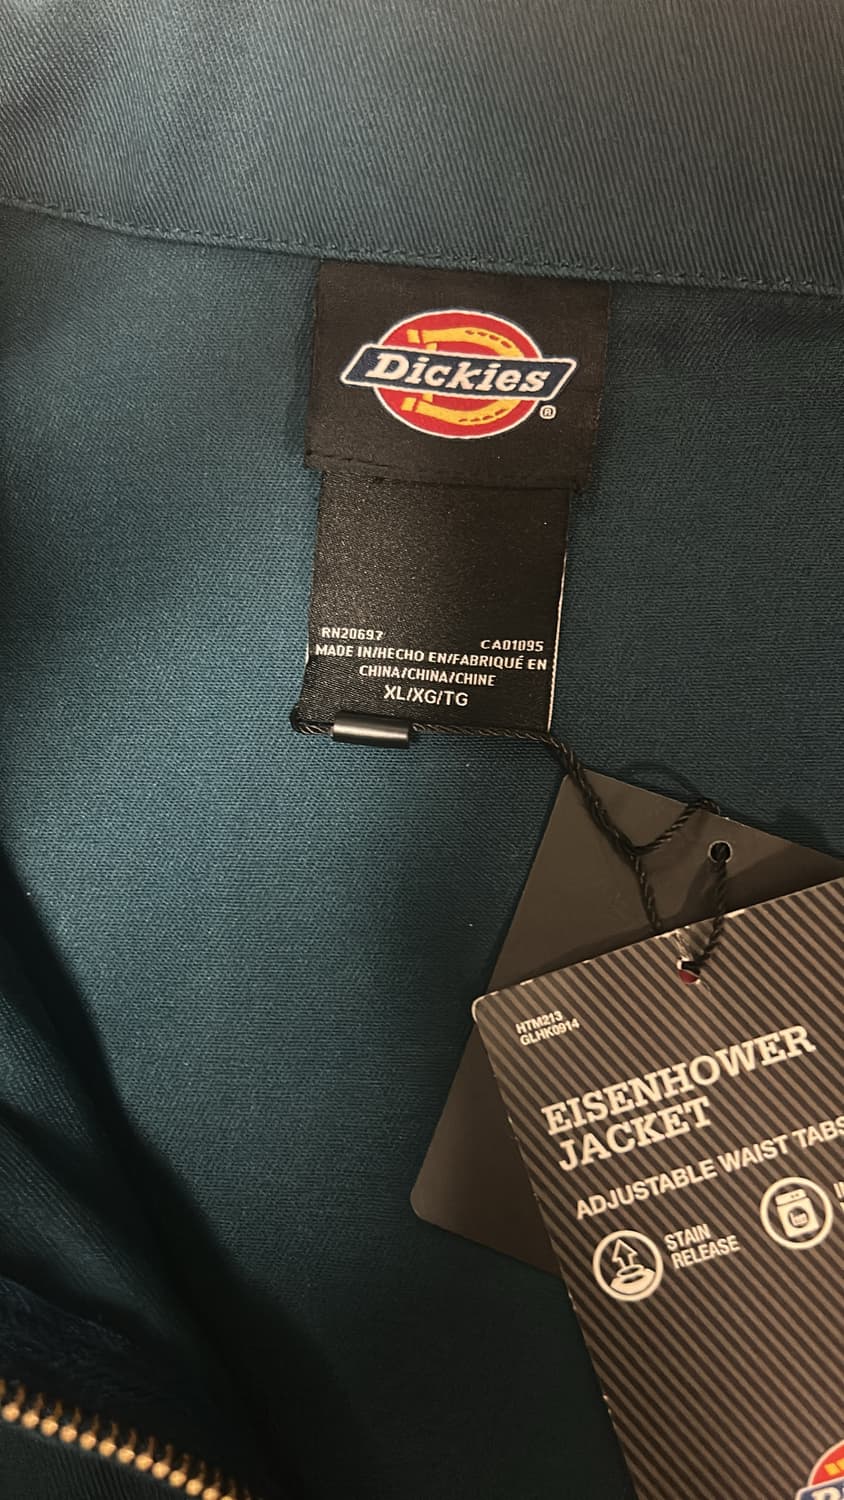 Dickies
®
RN20697 CA01095
MADE IN/HECHO EN/FABRIQUÉ EN
CHINA/CHINA/CHINE
XL/XG/TG
HTM213
GLHK0914
EISENHOWER
JACKET
ADJUSTABLE WAIST TABS
STAIN
RELEASE